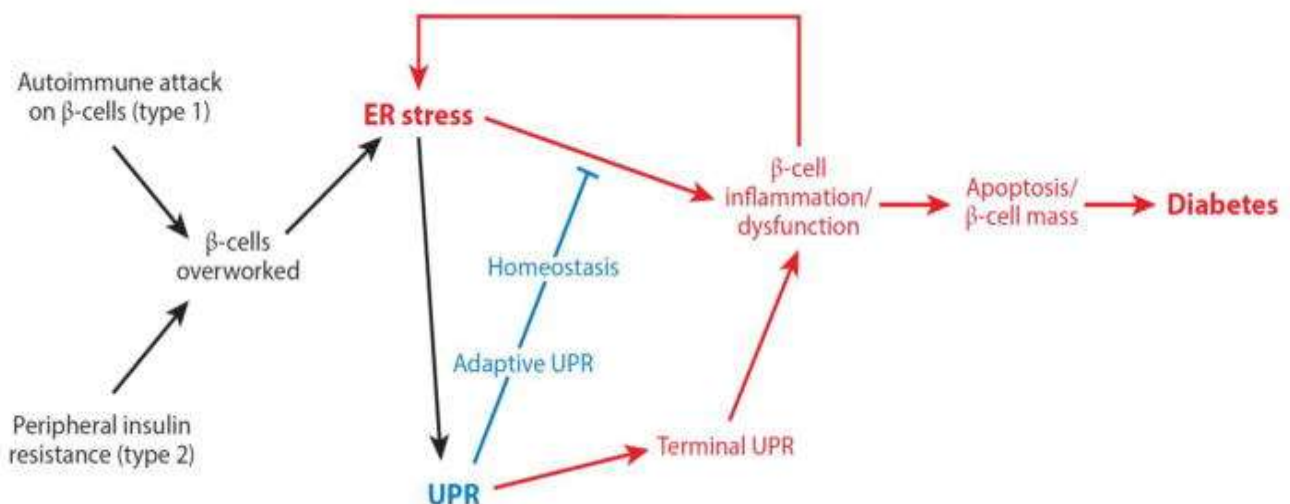 Autoimmune attack
on β-cells (type 1)
ER stress
β-cell
inflammation/
dysfunction
Apoptosis/
β-cell mass
Diabetes
β-cells
overworked
Homeostasis
Adaptive UPR
Peripheral insulin
resistance (type 2)
Terminal UPR
UPR